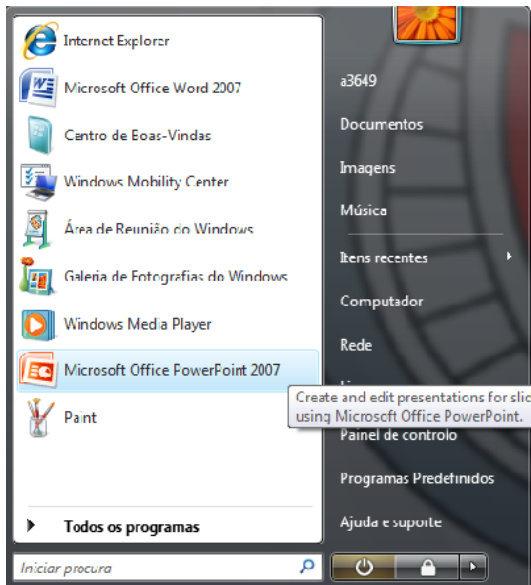 Internet Explorer
Microsoft Office Word 2007
Centro de Boas-Vindas
Windows Mobility Center
Área de Reunião do Windows
Galeria de Fotografias do Windows
Windows Media Player
Microsoft Office PowerPoint 2007
Paint
Todos os programas
Iniciar procura
a3649
Documentos
Imagens
Música
Itens recentes
Computador
Rede
Create and edit presentations for slid
using Microsoft Office PowerPoint.
Painel de controlo
Programas Predefinidos
Ajuda e suporte